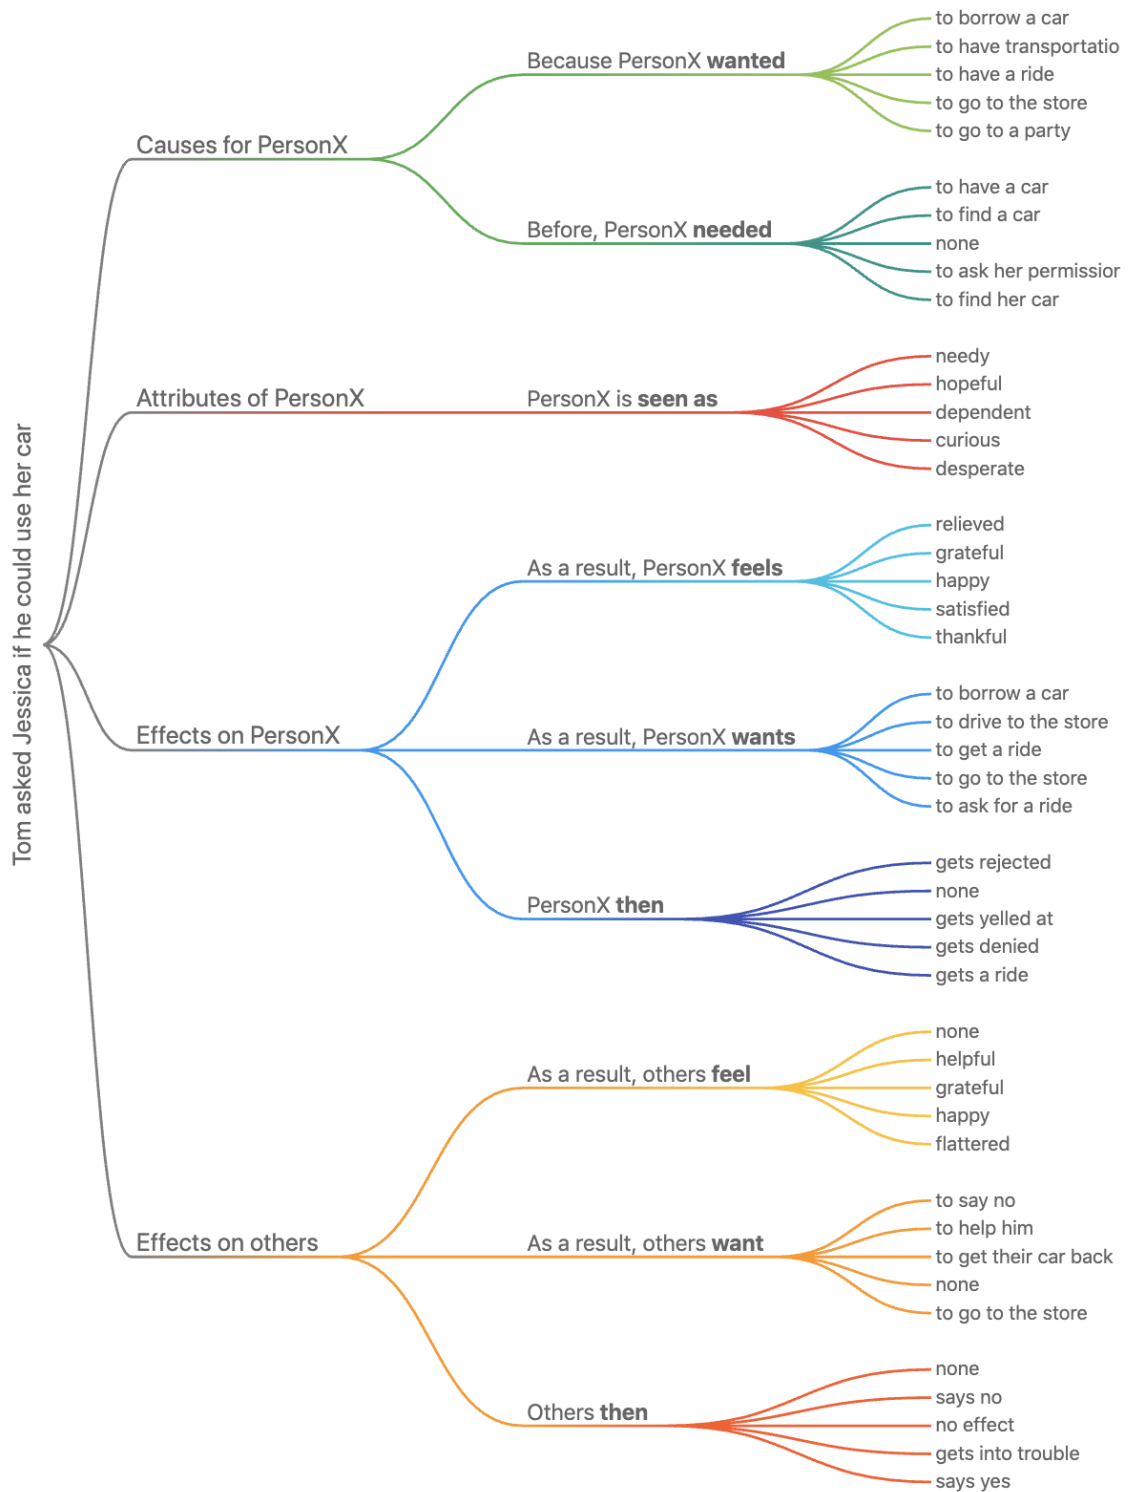 Tom asked Jessica if he could use her car
Causes for PersonX
Because PersonX wanted
to borrow a car
to have transportatio
to have a ride
to go to the store
to go to a party
Before, PersonX needed
to have a car
to find a car
none
to ask her permission
to find her car
Attributes of PersonX
PersonX is seen as
needy
hopeful
dependent
curious
desperate
Effects on PersonX
As a result, PersonX feels
relieved
grateful
happy
satisfied
thankful
As a result, PersonX wants
to borrow a car
to drive to the store
to get a ride
to go to the store
to ask for a ride
PersonX then
gets rejected
none
gets yelled at
gets denied
gets a ride
Effects on others
As a result, others feel
none
helpful
grateful
happy
flattered
As a result, others want
to say no
to help him
to get their car back
none
to go to the store
Others then
none
says no
no effect
gets into trouble
says yes